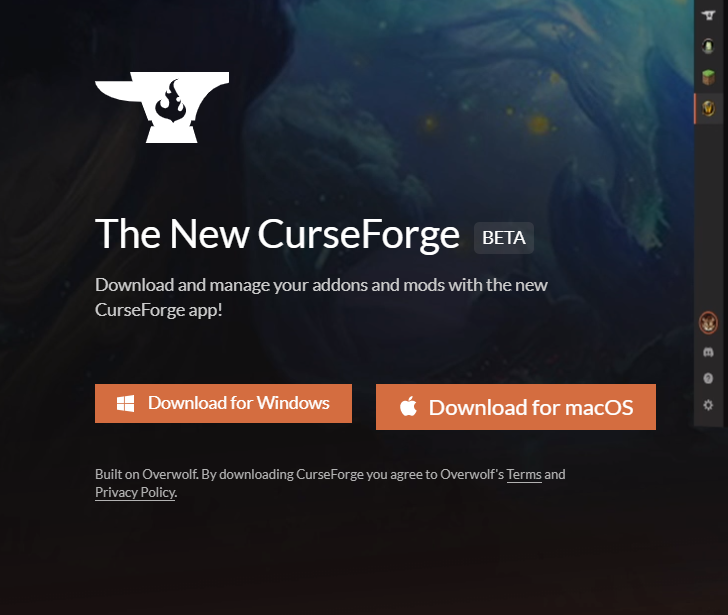 The New CurseForge BETA
Download and manage your addons and mods with the new
CurseForge app!
Download for Windows
Download for macOS
Built on Overwolf. By downloading CurseForge you agree to Overwolf's Terms and
Privacy Policy.